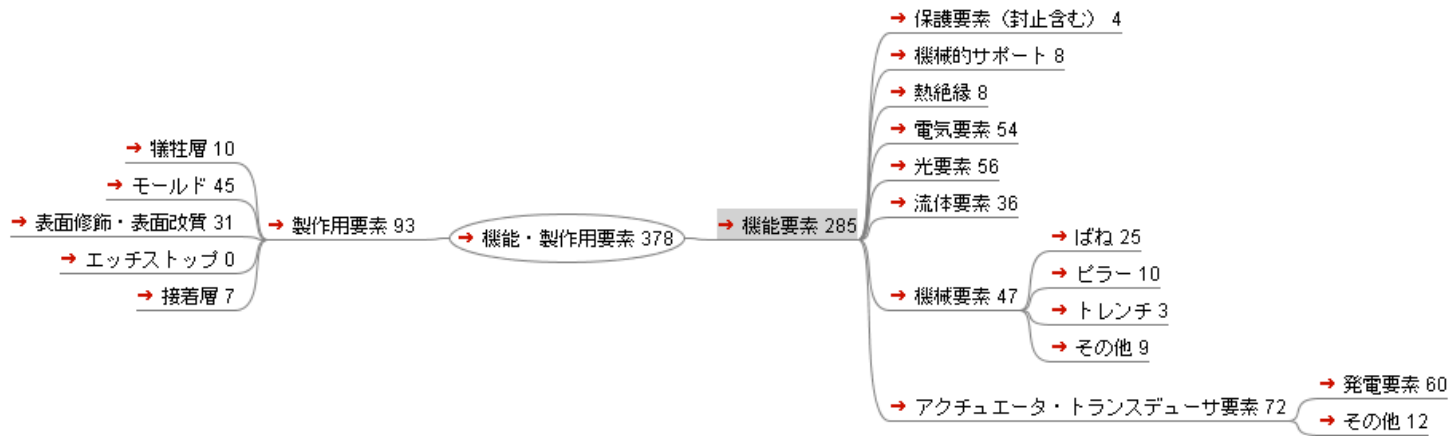 機能・製作用要素 378
製作用要素 93
犠牲層 10
モールド 45
表面修飾・表面改質 31
エッチストップ 0
接着層 7
機能要素 285
保護要素（封止含む） 4
機械的サポート 8
熱絶縁 8
電気要素 54
光要素 56
流体要素 36
機械要素 47
ばね 25
ピラー 10
トレンチ 3
その他 9
アクチュエータ・トランスデューサ要素 72
発電要素 60
その他 12